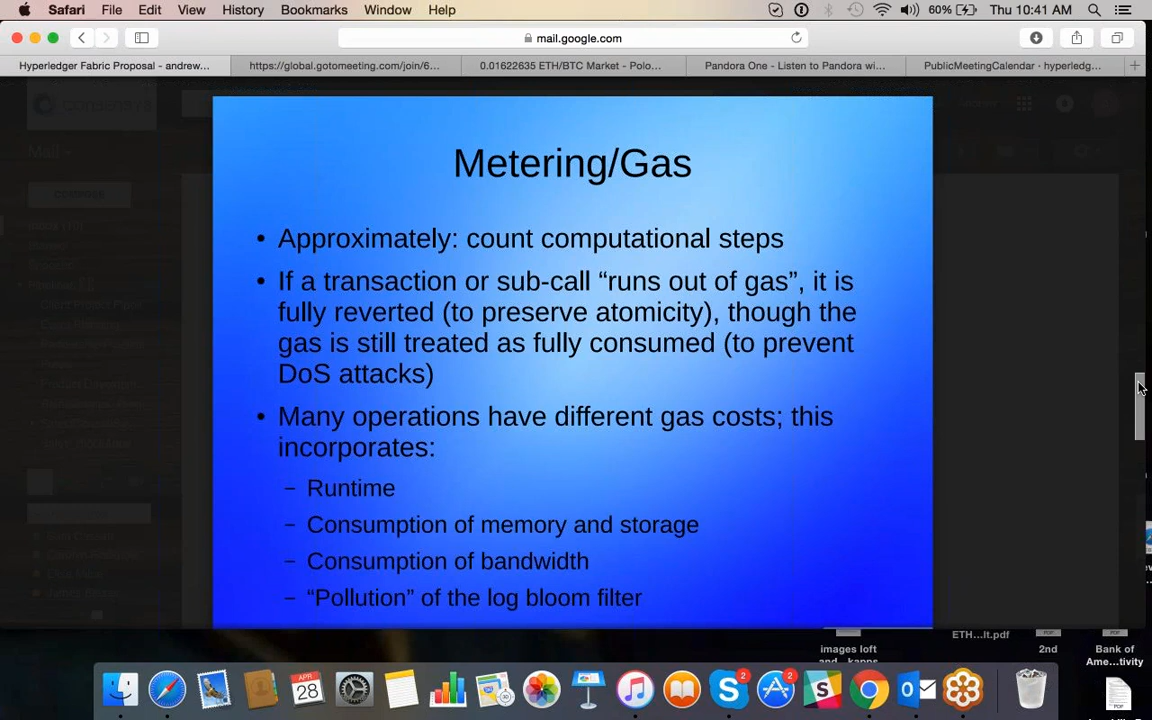 Safari File Edit View History Bookmarks Window Help 60% Thu 10:41 AM
mail.google.com
Hyperledger Fabric Proposal - andrew... https://global.gotomeeting.com/join/6... 0.01622635 ETH/BTC Market - Polo... Pandora One - Listen to Pandora wi... PublicMeetingCalendar · hyperledg...
Mail
COMPOSE
Metering/Gas
• Approximately: count computational steps
• If a transaction or sub-call “runs out of gas”, it is
fully reverted (to preserve atomicity), though the
gas is still treated as fully consumed (to prevent
DoS attacks)
• Many operations have different gas costs; this
incorporates:
– Runtime
– Consumption of memory and storage
– Consumption of bandwidth
– “Pollution” of the log bloom filter
images loft
ETH...lt.pdf
2nd
Bank of
Ame...tivity
APR
28
2
2